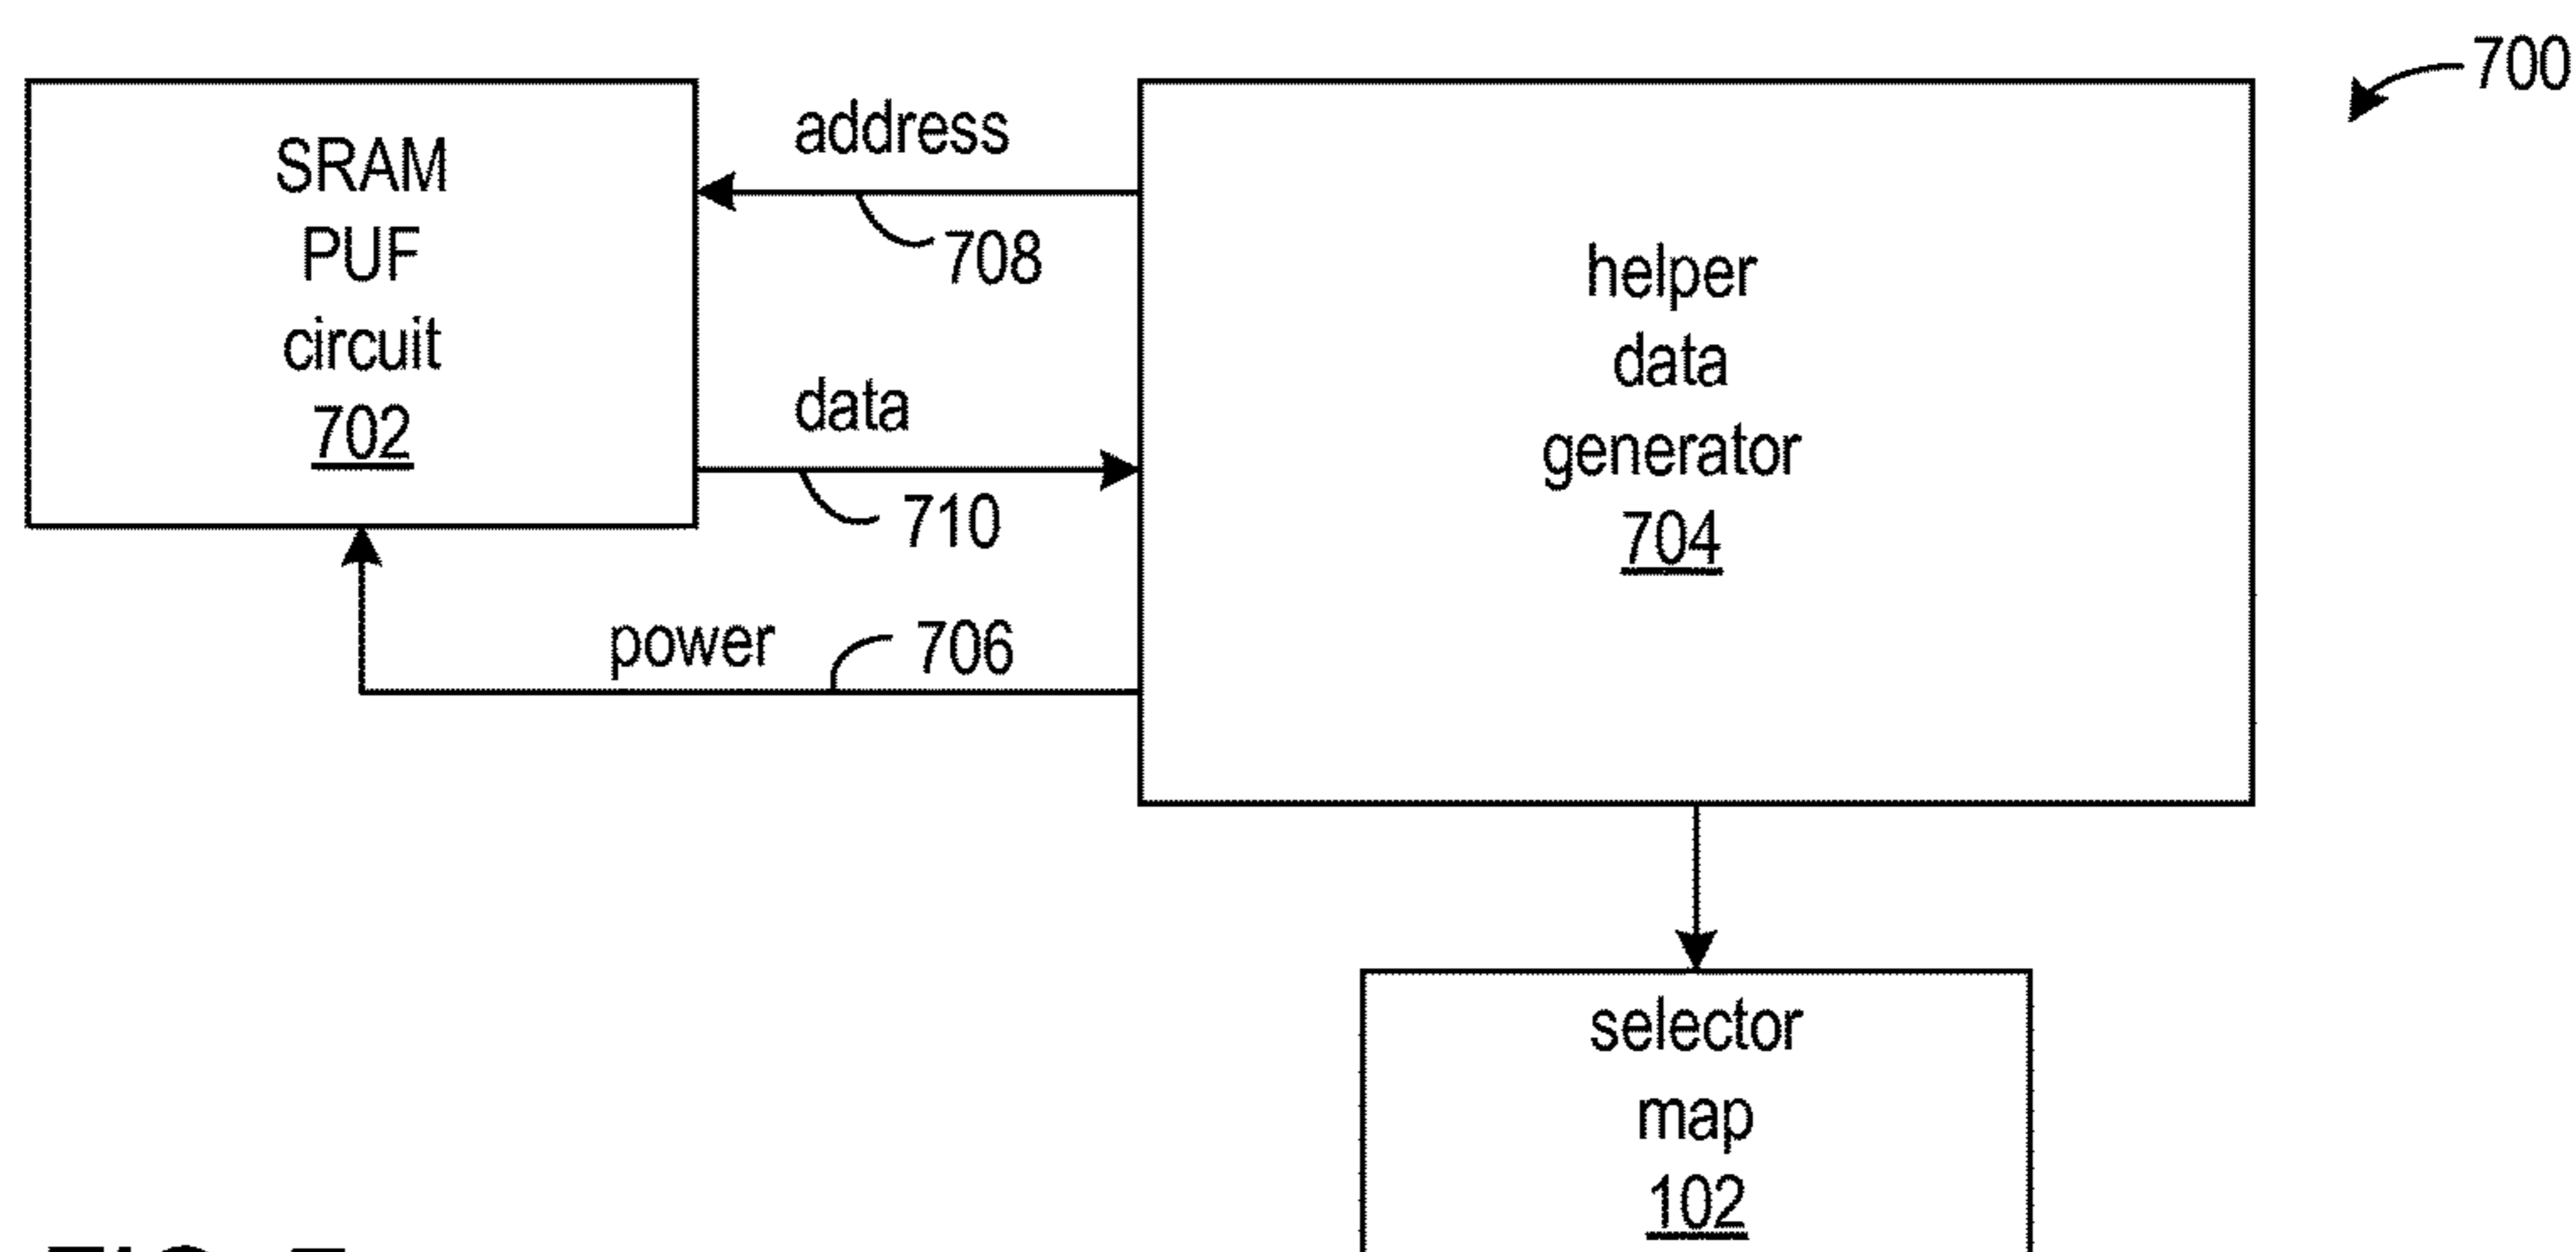 700
SRAM
PUF
circuit
702
address
708
data
710
power
706
helper
data
generator
704
selector
map
102